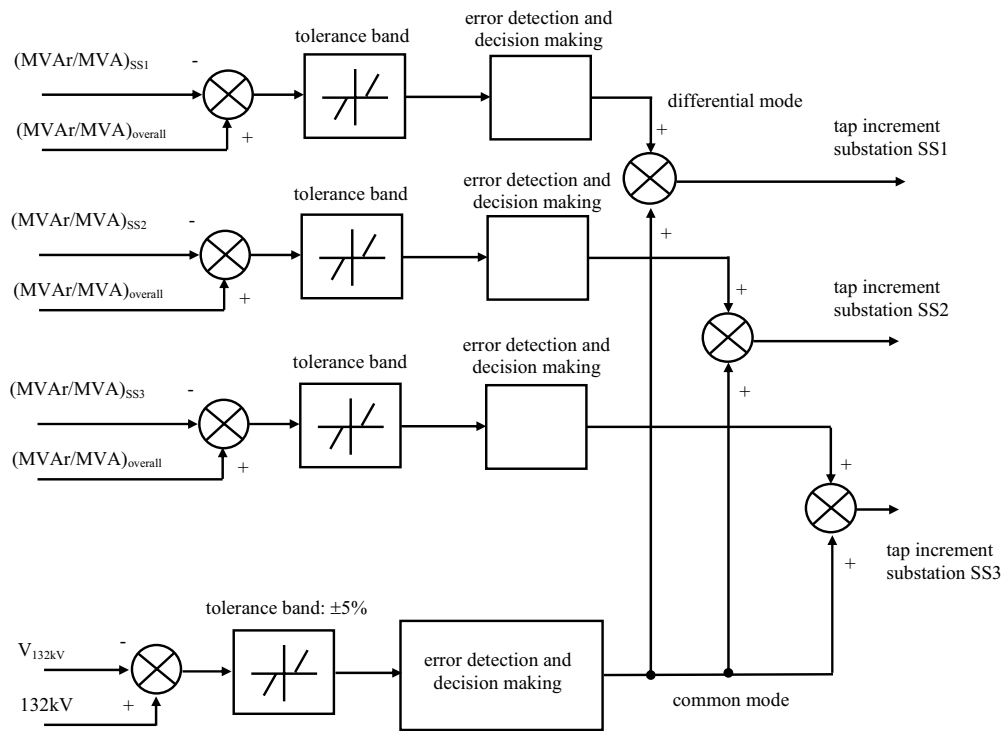 error detection and
decision making
tolerance band
(MVAr/MVA)SS1
-
differential mode
(MVAr/MVA)overall
+
+
tap increment
substation SS1
error detection and
decision making
tolerance band
(MVAr/MVA)SS2
-
+
(MVAr/MVA)overall
+
+
tap increment
substation SS2
error detection and
decision making
tolerance band
(MVAr/MVA)SS3
-
+
(MVAr/MVA)overall
+
+
+
tap increment
substation SS3
tolerance band: ±5%
V132kV
-
error detection and
decision making
132kV
+
common mode